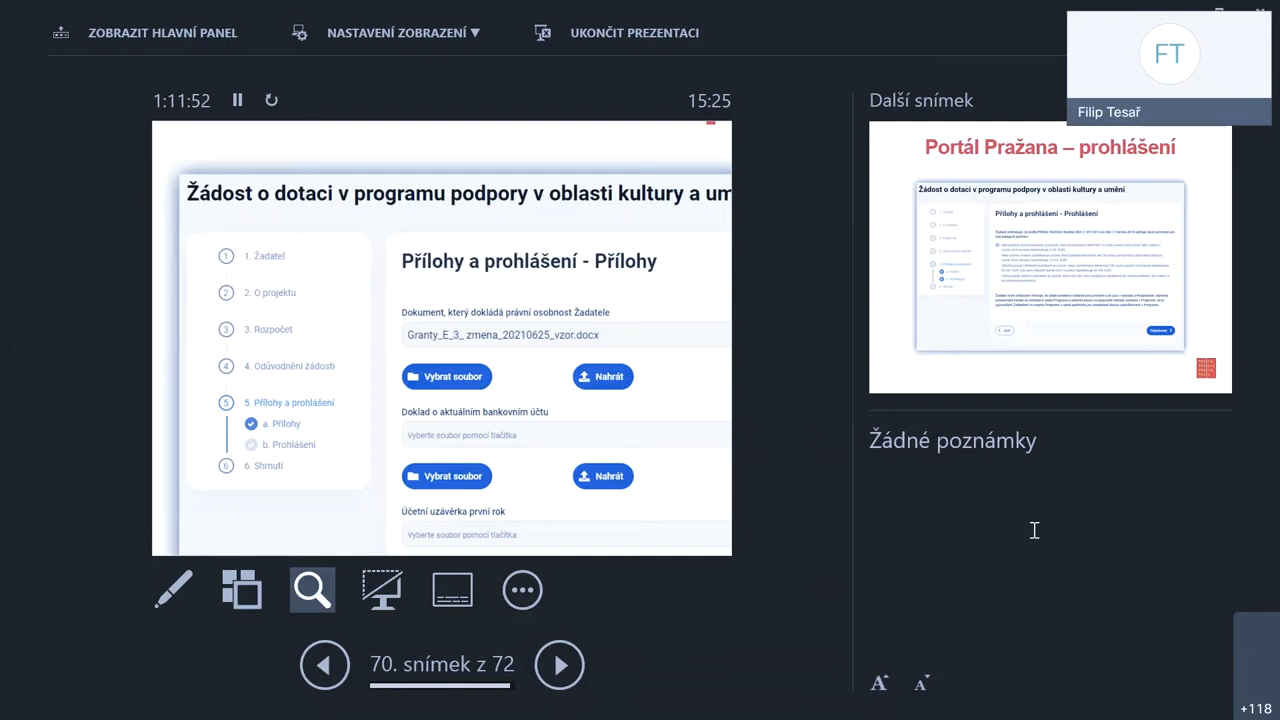 ZOBRAZIT HLAVNÍ PANEL
NASTAVENÍ ZOBRAZENÍ ▼
UKONČIT PREZENTACI
FT
Filip Tesař
1:11:52
15:25
Žádost o dotaci v programu podpory v oblasti kultury a um
1. Žadatel
2. O projektu
3. Rozpočet
4. Odůvodnění žádosti
5. Přílohy a prohlášení
a. Přílohy
b. Prohlášení
6. Shrnutí
Přílohy a prohlášení - Přílohy
Dokument, který dokládá právní osobnost Žadatele
Granty_E_3_ zmena_20210625_vzor.docx
Vybrat soubor
Nahrát
Doklad o aktuálním bankovním účtu
Vyberte soubor pomocí tlačítka
Vybrat soubor
Nahrát
Účetní uzávěrka první rok
Vyberte soubor pomocí tlačítka
70. snímek z 72
Další snímek
Portál Pražana – prohlášení
Žádost o dotaci v programu podpory v oblasti kultury a umění
Přílohy a prohlášení - Prohlášení
Žádné poznámky
A A
+118